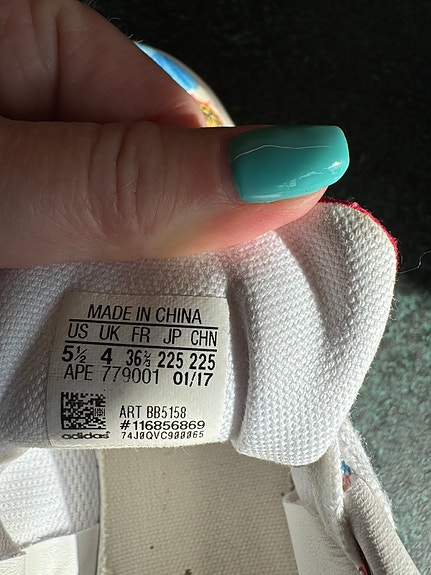 MADE IN CHINA
US UK FR JP CHN
5½ 4 36⅔ 225 225
APE 779001 01/17
ART BB5158
#116856869
adidas 74J0QVC900065